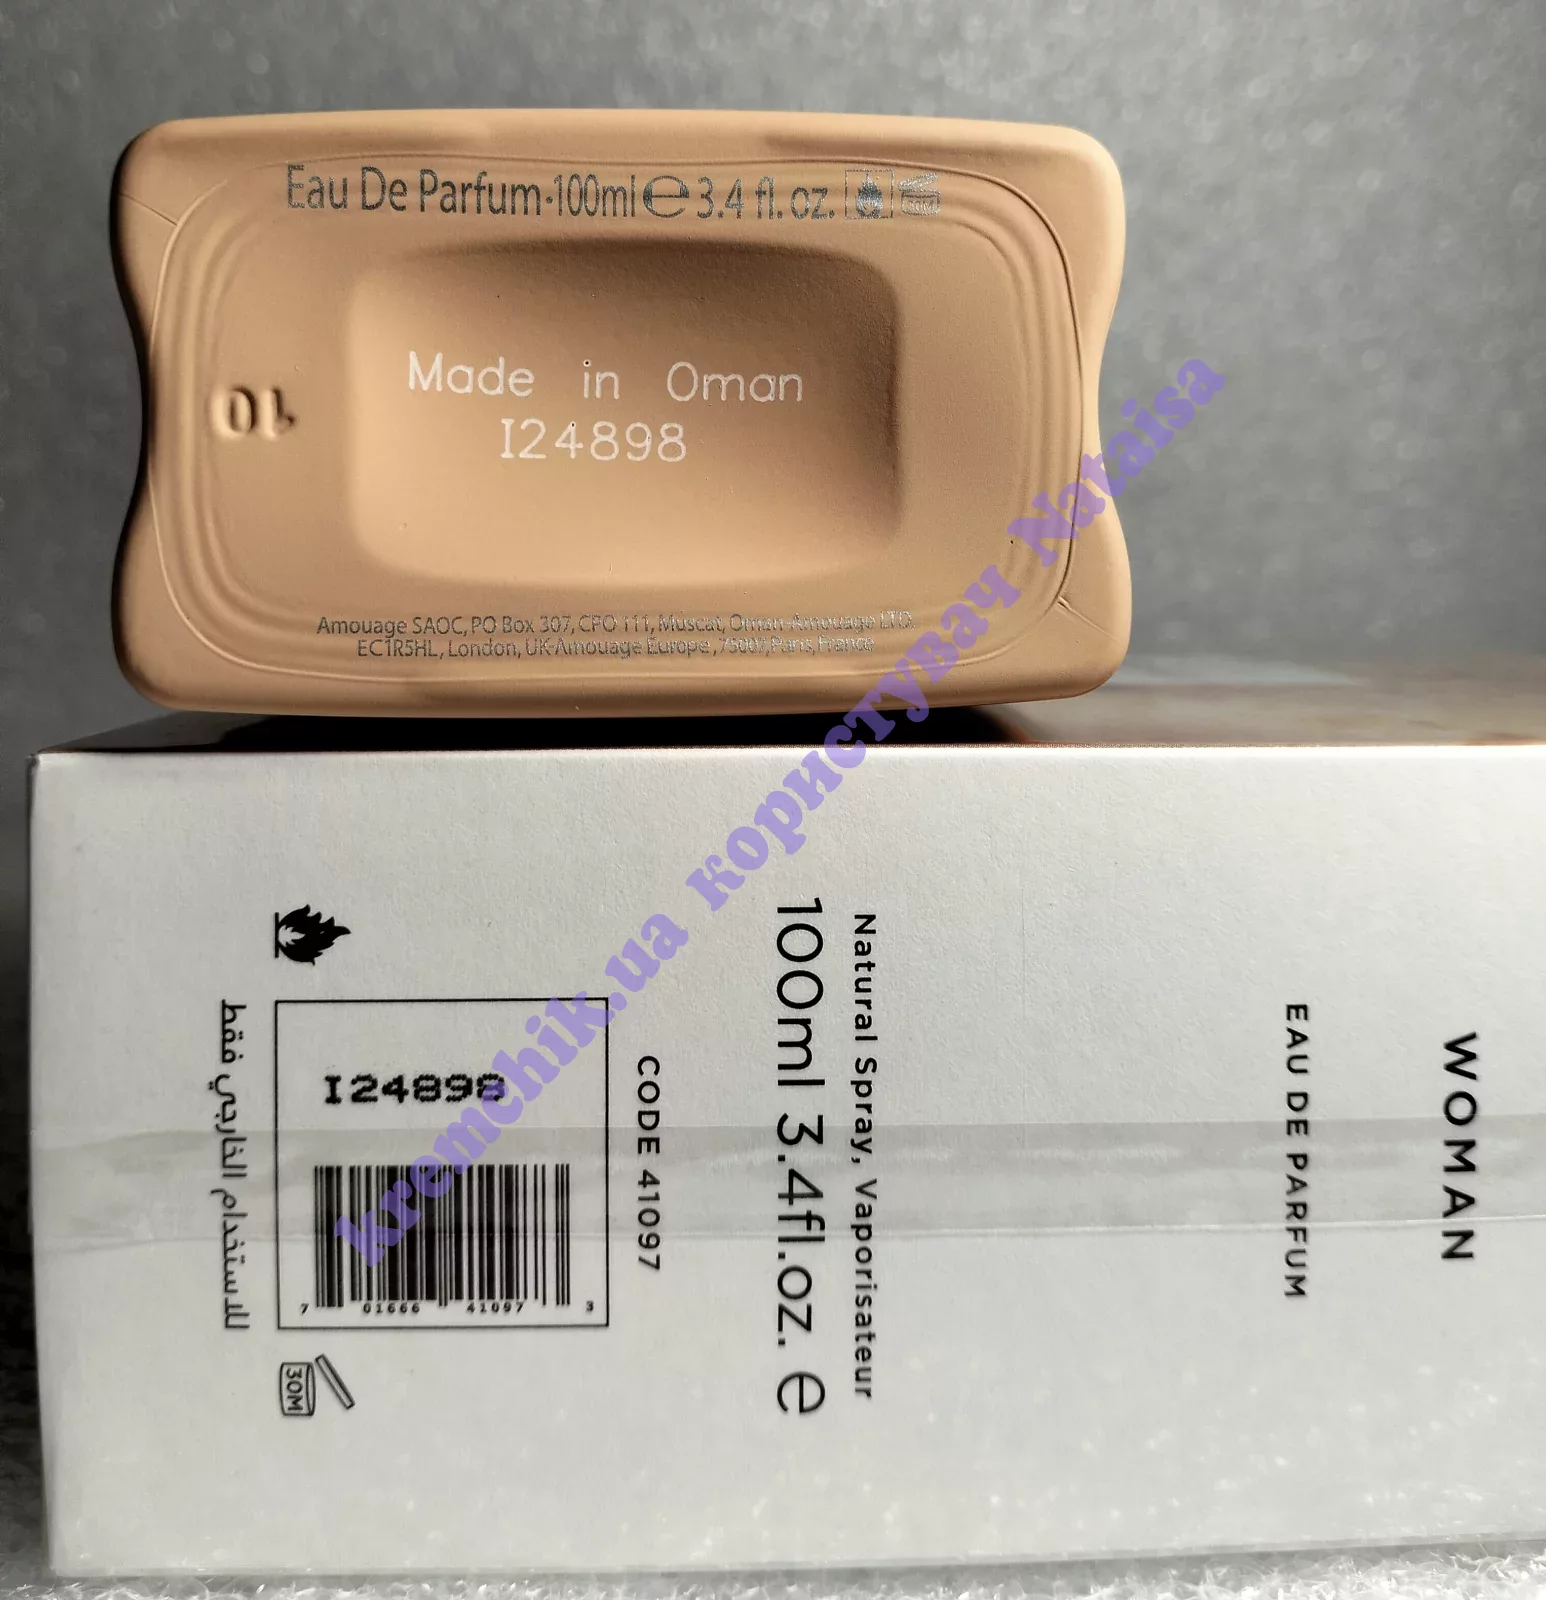 Eau De Parfum·100ml ℮ 3.4 fl. oz.
30M
Made in Oman
I24898
10
Amouage SAOC, PO Box 307, CPO 111, Muscat, Oman-Amouage LTD.
EC1R5HL, London, UK-Amouage Europe, 75007, Paris, France
WOMAN
EAU DE PARFUM
Natural Spray, Vaporisateur
100ml 3.4fl.oz. ℮
CODE 41097
I24898
7 01666 41097 3
للاستخدام الخارجي فقط
30M
kremchik.ua користувач Nataisa